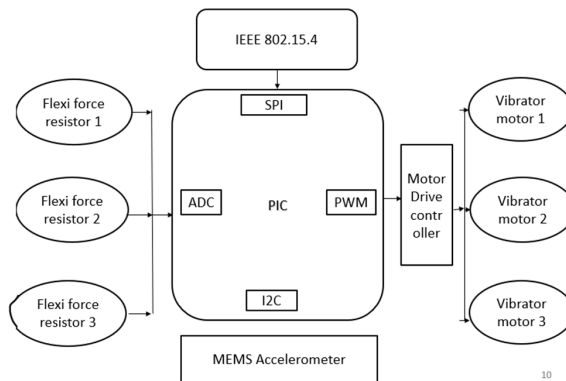 IEEE 802.15.4
SPI
Flexi force
resistor 1
Vibrator
motor 1
Motor
Drive contr
oller
Flexi force
resistor 2
ADC
PIC
PWM
Vibrator
motor 2
I2C
Flexi force
resistor 3
Vibrator
motor 3
MEMS Accelerometer
10